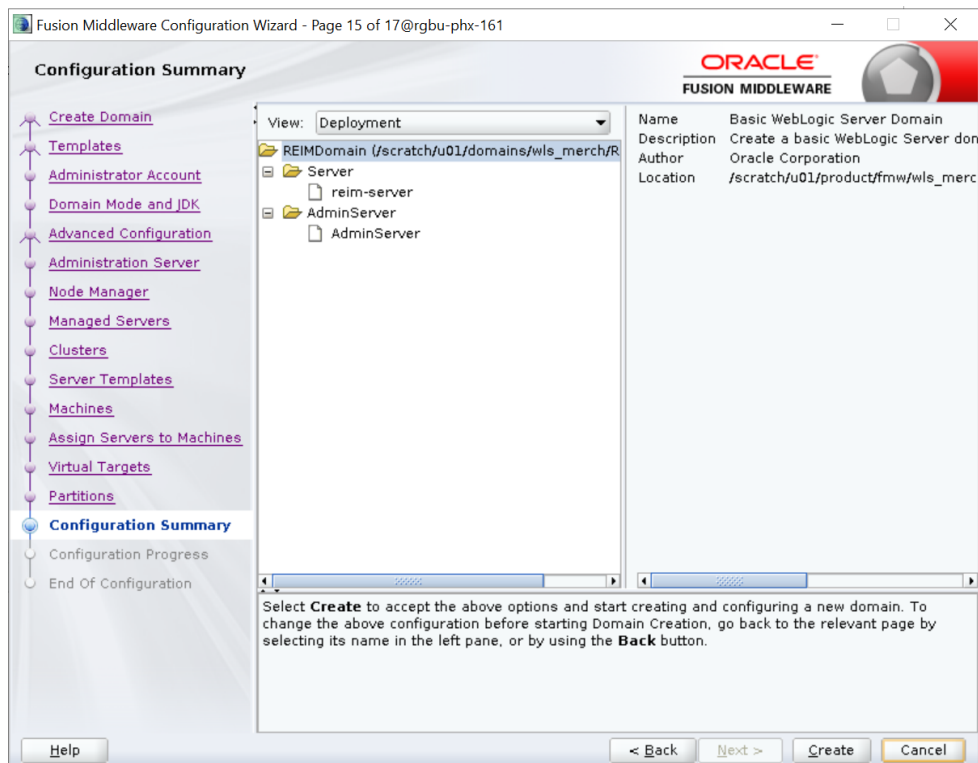 Fusion Middleware Configuration Wizard - Page 15 of 17@rgbu-phx-161
Configuration Summary
ORACLE
FUSION MIDDLEWARE
Create Domain
Templates
Administrator Account
Domain Mode and JDK
Advanced Configuration
Administration Server
Node Manager
Managed Servers
Clusters
Server Templates
Machines
Assign Servers to Machines
Virtual Targets
Partitions
Configuration Summary
Configuration Progress
End Of Configuration
View: Deployment
REIMDomain (/scratch/u01/domains/wls_merch/R
Server
reim-server
AdminServer
AdminServer
Name Basic WebLogic Server Domain
Description Create a basic WebLogic Server don
Author Oracle Corporation
Location /scratch/u01/product/fmw/wls_merc
Select Create to accept the above options and start creating and configuring a new domain. To
change the above configuration before starting Domain Creation, go back to the relevant page by
selecting its name in the left pane, or by using the Back button.
Help
< Back
Next >
Create
Cancel